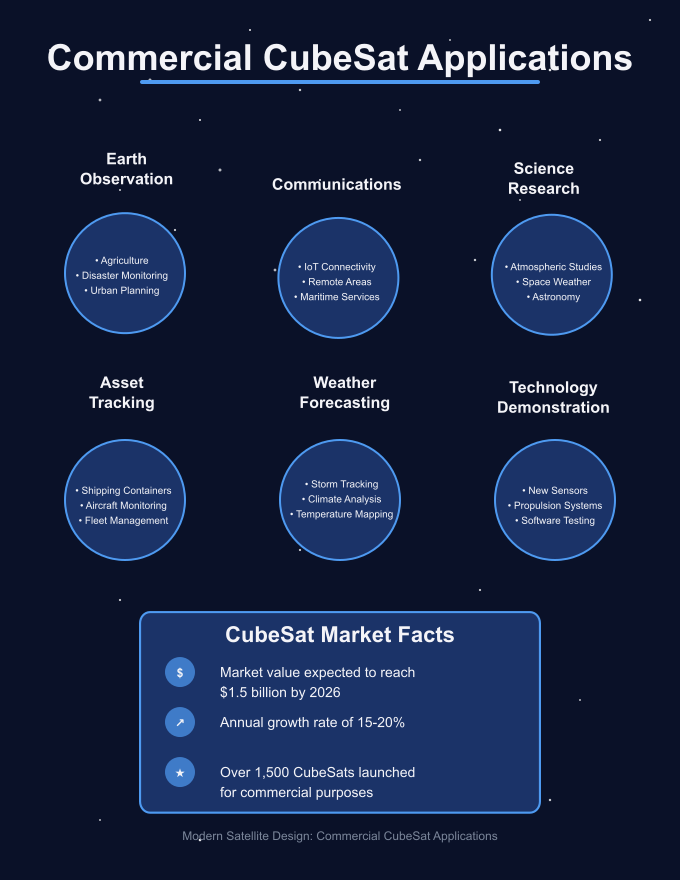 Commercial CubeSat Applications
Earth
Observation
• Agriculture
• Disaster Monitoring
• Urban Planning
Communications
• IoT Connectivity
• Remote Areas
• Maritime Services
Science
Research
• Atmospheric Studies
• Space Weather
• Astronomy
Asset
Tracking
• Shipping Containers
• Aircraft Monitoring
• Fleet Management
Weather
Forecasting
• Storm Tracking
• Climate Analysis
• Temperature Mapping
Technology
Demonstration
• New Sensors
• Propulsion Systems
• Software Testing
CubeSat Market Facts
$
Market value expected to reach
$1.5 billion by 2026
↗
Annual growth rate of 15-20%
★
Over 1,500 CubeSats launched
for commercial purposes
Modern Satellite Design: Commercial CubeSat Applications